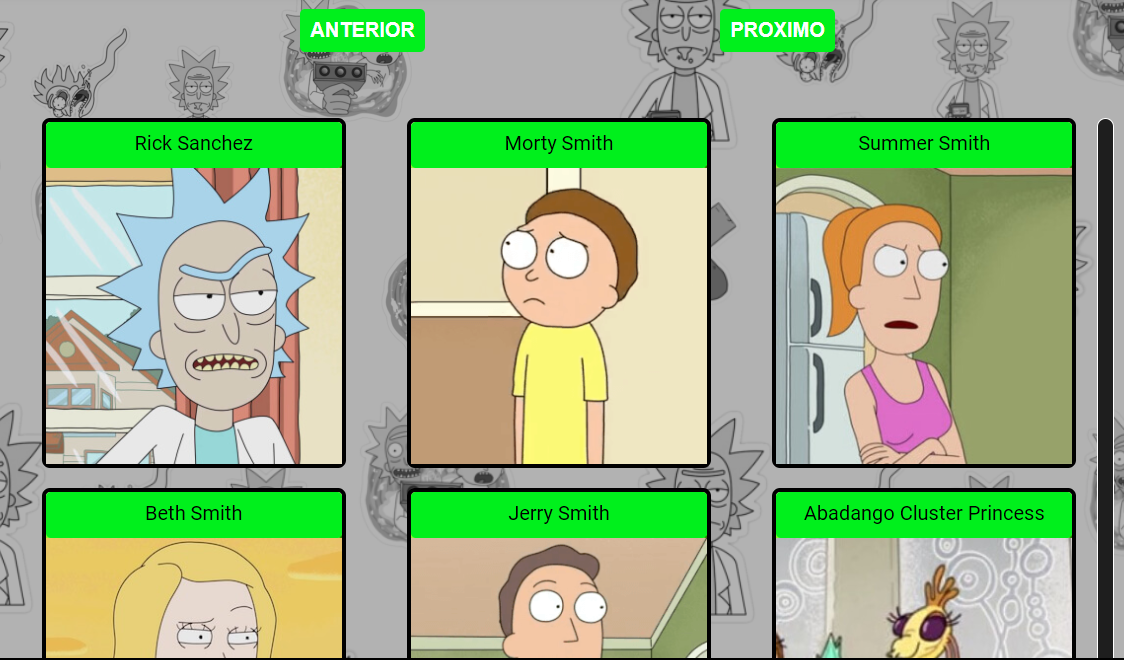 ANTERIOR
PROXIMO
Rick Sanchez
Morty Smith
Summer Smith
Beth Smith
Jerry Smith
Abadango Cluster Princess